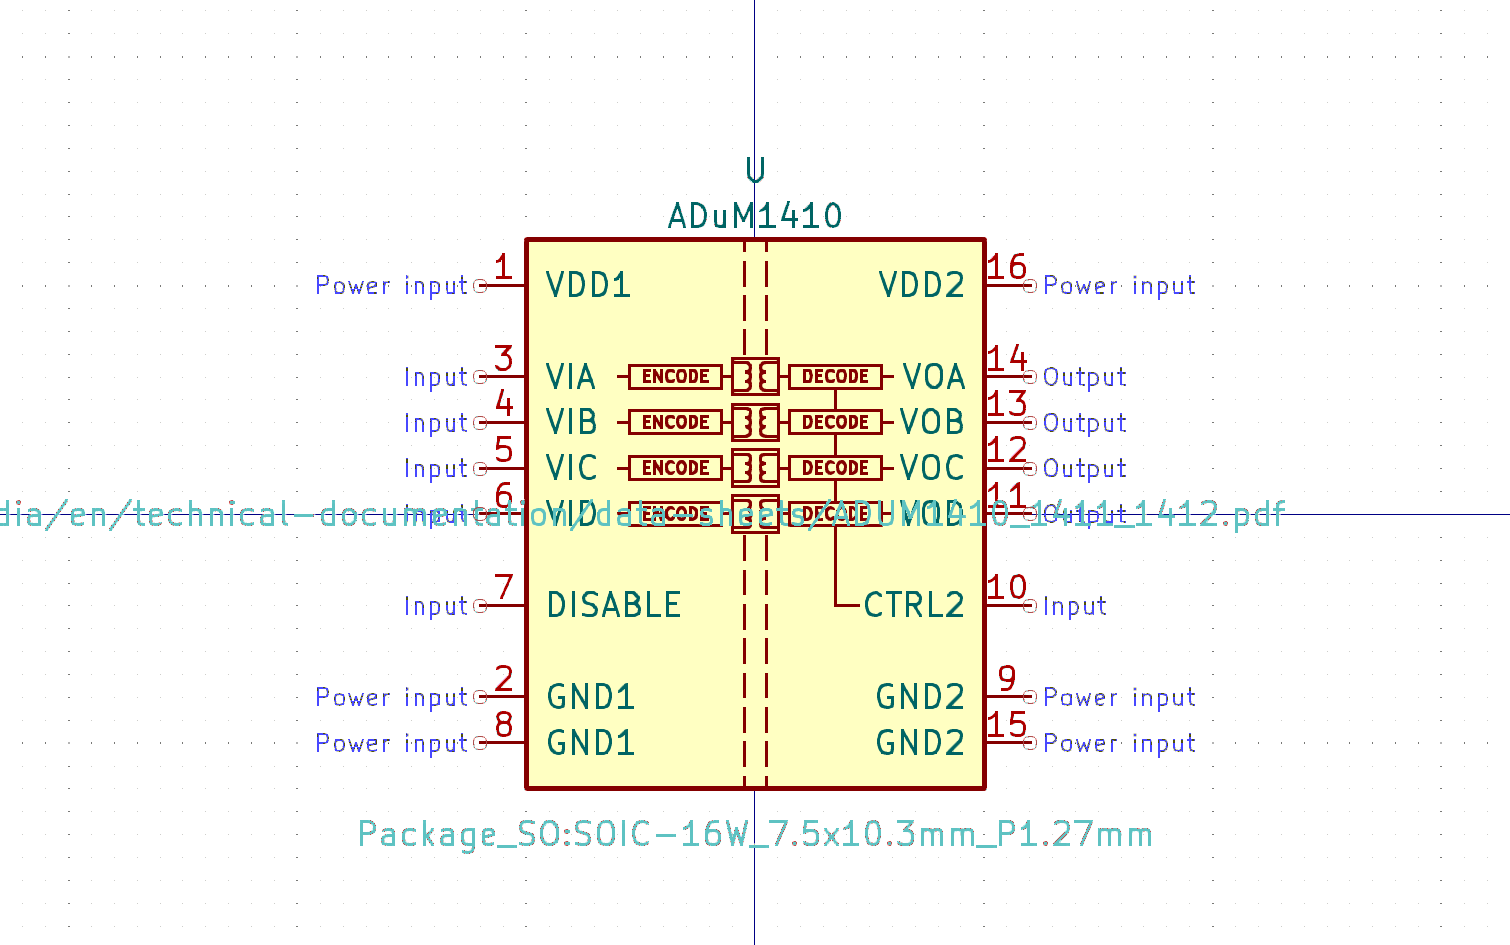 U
ADuM1410
1 16
Power input VDD1 VDD2 Power input
3 14
Input VIA ENCODE DECODE VOA Output
4 13
Input VIB ENCODE DECODE VOB Output
5 12
Input VIC ENCODE DECODE VOC Output
6 11
Input VID ENCODE DECODE VOD Output
dia/en/technical-documentation/data-sheets/ADUM1410_1411_1412.pdf
7 10
Input DISABLE CTRL2 Input
2 9
Power input GND1 GND2 Power input
8 15
Power input GND1 GND2 Power input
Package_SO:SOIC-16W_7.5x10.3mm_P1.27mm